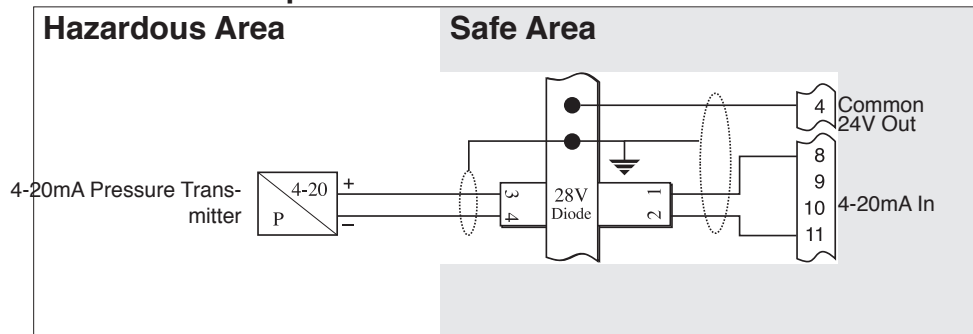 Hazardous Area
Safe Area
4
Common
24V Out
8
9
10
11
4-20mA In
4-20mA Pressure Trans-
mitter
4-20
P
+
−
3
4
28V
Diode
1
2